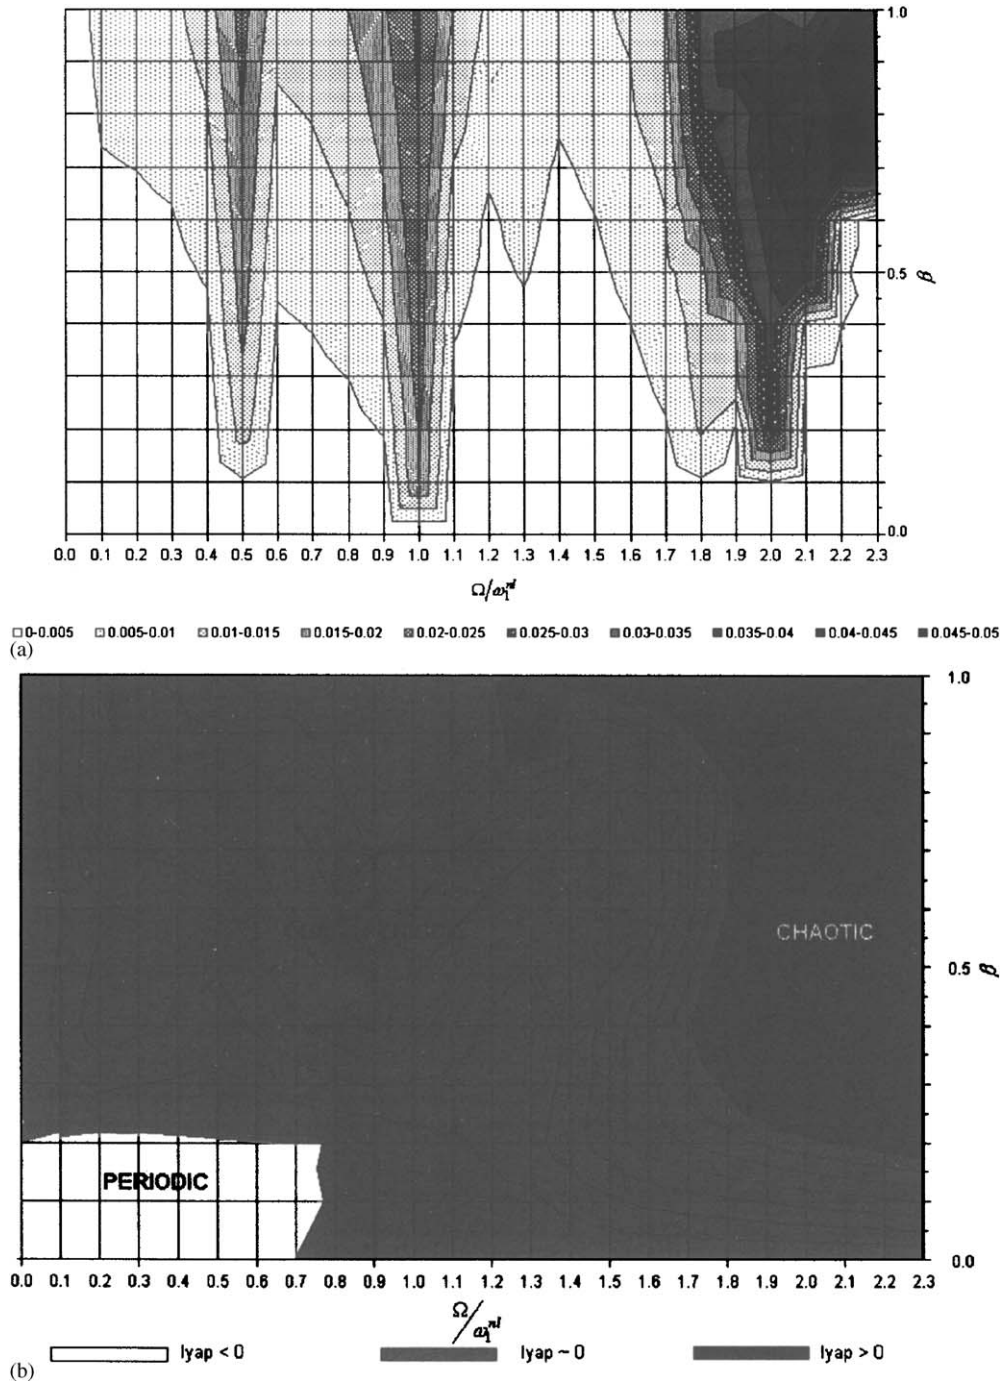 1.0
0.5
β
0.0
0.0 0.1 0.2 0.3 0.4 0.5 0.6 0.7 0.8 0.9 1.0 1.1 1.2 1.3 1.4 1.5 1.6 1.7 1.8 1.9 2.0 2.1 2.2 2.3
Ω/ω₁ⁿˡ
0-0.005 0.005-0.01 0.01-0.015 0.015-0.02 0.02-0.025 0.025-0.03 0.03-0.035 0.035-0.04 0.04-0.045 0.045-0.05
(a)
1.0
CHAOTIC
0.5
β
PERIODIC
0.0
0.0 0.1 0.2 0.3 0.4 0.5 0.6 0.7 0.8 0.9 1.0 1.1 1.2 1.3 1.4 1.5 1.6 1.7 1.8 1.9 2.0 2.1 2.2 2.3
Ω/ω₁ⁿˡ
lyap < 0 lyap ~ 0 lyap > 0
(b)